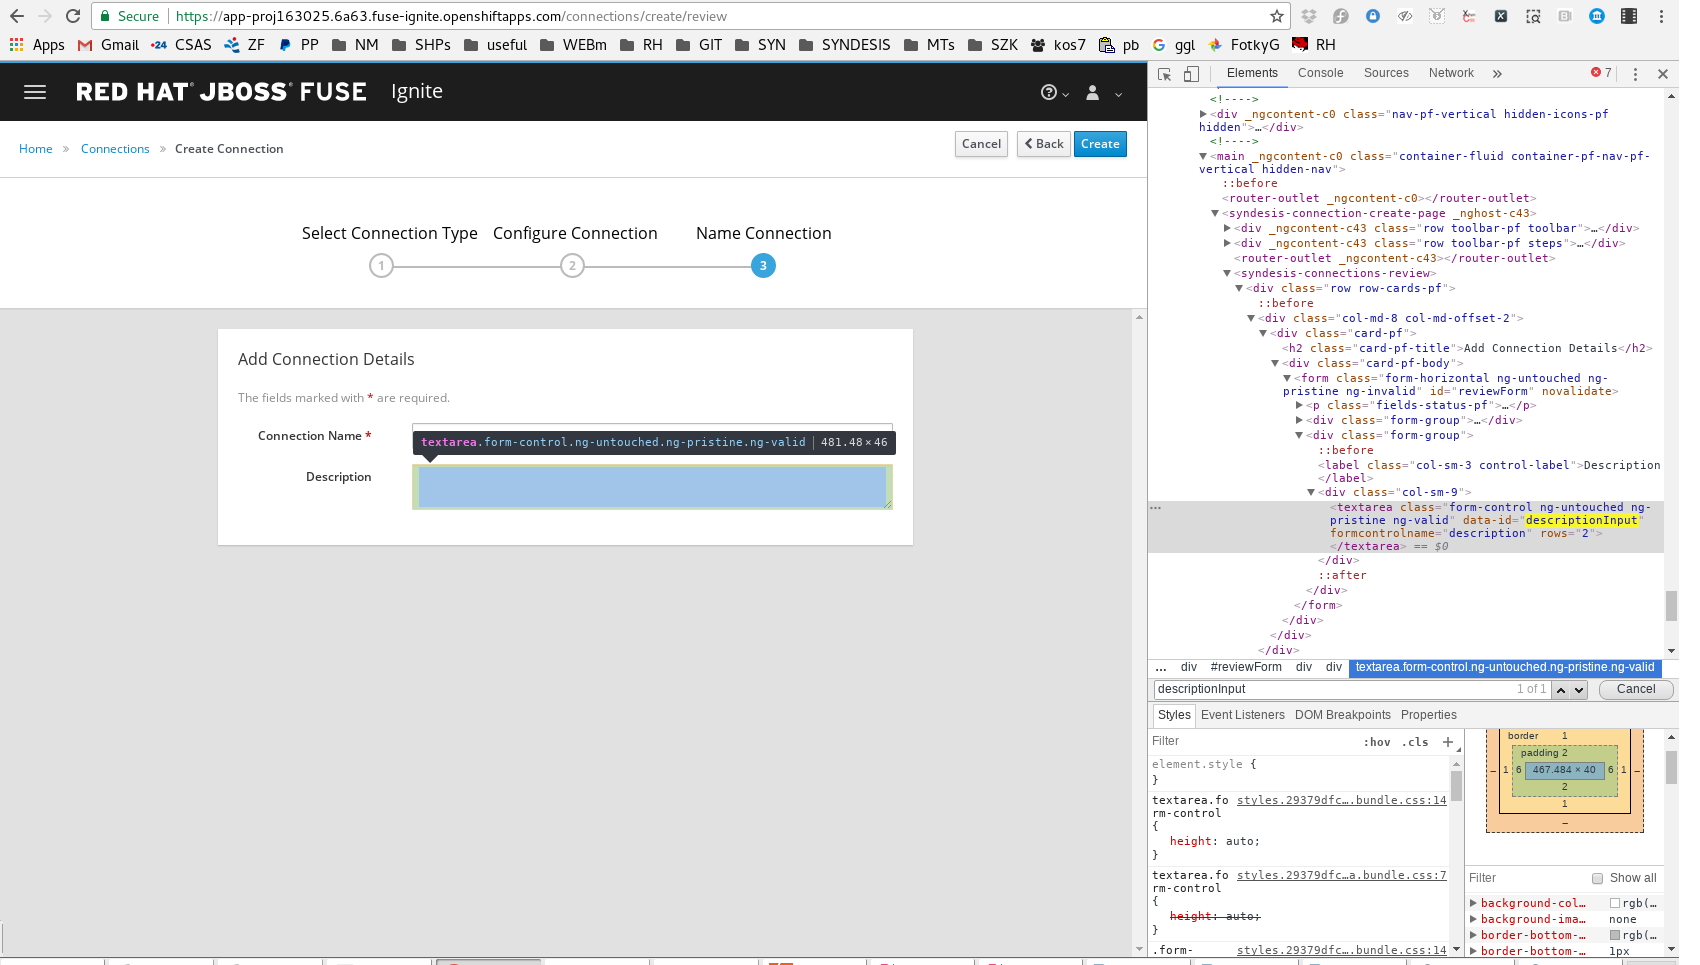 Secure https://app-proj163025.6a63.fuse-ignite.openshiftapps.com/connections/create/review
Apps Gmail -24 CSAS ZF PP NM SHPs useful WEBm RH GIT SYN SYNDESIS MTs SZK kos7 pb ggl FotkyG RH
RED HAT JBOSS FUSE Ignite
Home » Connections » Create Connection
Cancel Back Create
Select Connection Type Configure Connection Name Connection
1 2 3
Add Connection Details
The fields marked with * are required.
Connection Name *
textarea.form-control.ng-untouched.ng-pristine.ng-valid | 481.48 × 46
Description
Elements Console Sources Network » 7
<!---->
<div _ngcontent-c0 class="nav-pf-vertical hidden-icons-pf
hidden">…</div>
<!---->
<main _ngcontent-c0 class="container-fluid container-pf-nav-pf-
vertical hidden-nav">
::before
<router-outlet _ngcontent-c0></router-outlet>
<syndesis-connection-create-page _nghost-c43>
<div _ngcontent-c43 class="row toolbar-pf toolbar">…</div>
<div _ngcontent-c43 class="row toolbar-pf steps">…</div>
<router-outlet _ngcontent-c43></router-outlet>
<syndesis-connections-review>
<div class="row row-cards-pf">
::before
<div class="col-md-8 col-md-offset-2">
<div class="card-pf">
<h2 class="card-pf-title">Add Connection Details</h2>
<div class="card-pf-body">
<form class="form-horizontal ng-untouched ng-
pristine ng-invalid" id="reviewForm" novalidate>
<p class="fields-status-pf">…</p>
<div class="form-group">…</div>
<div class="form-group">
::before
<label class="col-sm-3 control-label">Description
</label>
<div class="col-sm-9">
… <textarea class="form-control ng-untouched ng-
pristine ng-valid" data-id="descriptionInput"
formcontrolname="description" rows="2">
</textarea> == $0
</div>
::after
</div>
</form>
</div>
</div>
</div>
… div #reviewForm div div textarea.form-control.ng-untouched.ng-pristine.ng-valid
descriptionInput 1 of 1 Cancel
Styles Event Listeners DOM Breakpoints Properties
Filter :hov .cls +
element.style {
}
textarea.fo styles.29379dfc….bundle.css:14
rm-control
{
height: auto;
}
textarea.fo styles.29379dfc…a.bundle.css:7
rm-control
{
height: auto;
}
.form- styles.29379dfc….bundle.css:14
border 1
padding 2
– 1 6 467.484 × 40 6 1 –
2
1
–
Filter Show all
background-col… rgb(…
background-ima… none
border-bottom-… rgb(…
border-bottom-… 1px